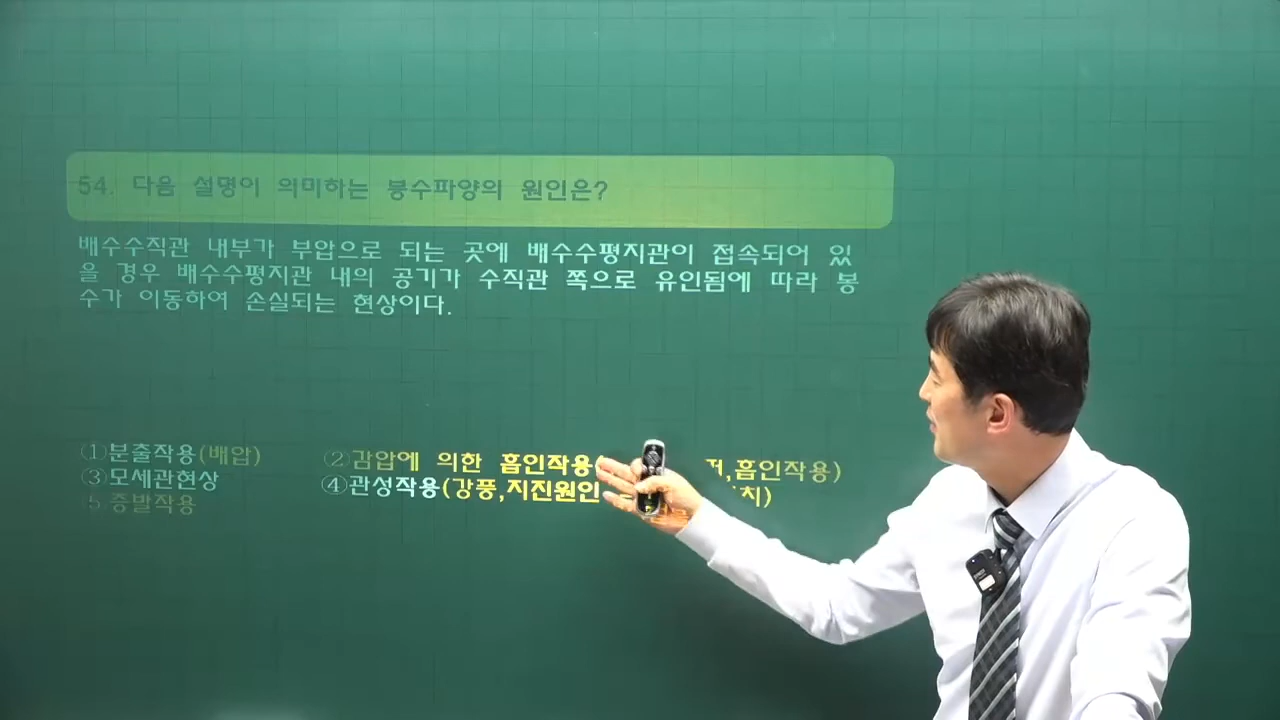 54. 다음 설명이 의미하는 봉수파양의 원인은?
배수수직관 내부가 부압으로 되는 곳에 배수수평지관이 접속되어 있
을 경우 배수수평지관 내의 공기가 수직관 쪽으로 유인됨에 따라 봉
수가 이동하여 손실되는 현상이다.
①분출작용(배압) ②감압에 의한 흡인작용 ,흡인작용)
③모세관현상 ④관성작용(강풍,지진원인 치)
5.증발작용